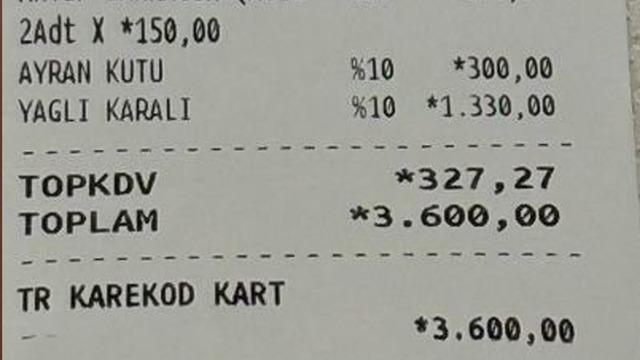 2Adt X *150,00
AYRAN KUTU %10 *300,00
YAGLI KARALI %10 *1.330,00
TOPKDV *327,27
TOPLAM *3.600,00
TR KAREKOD KART
*3.600,00